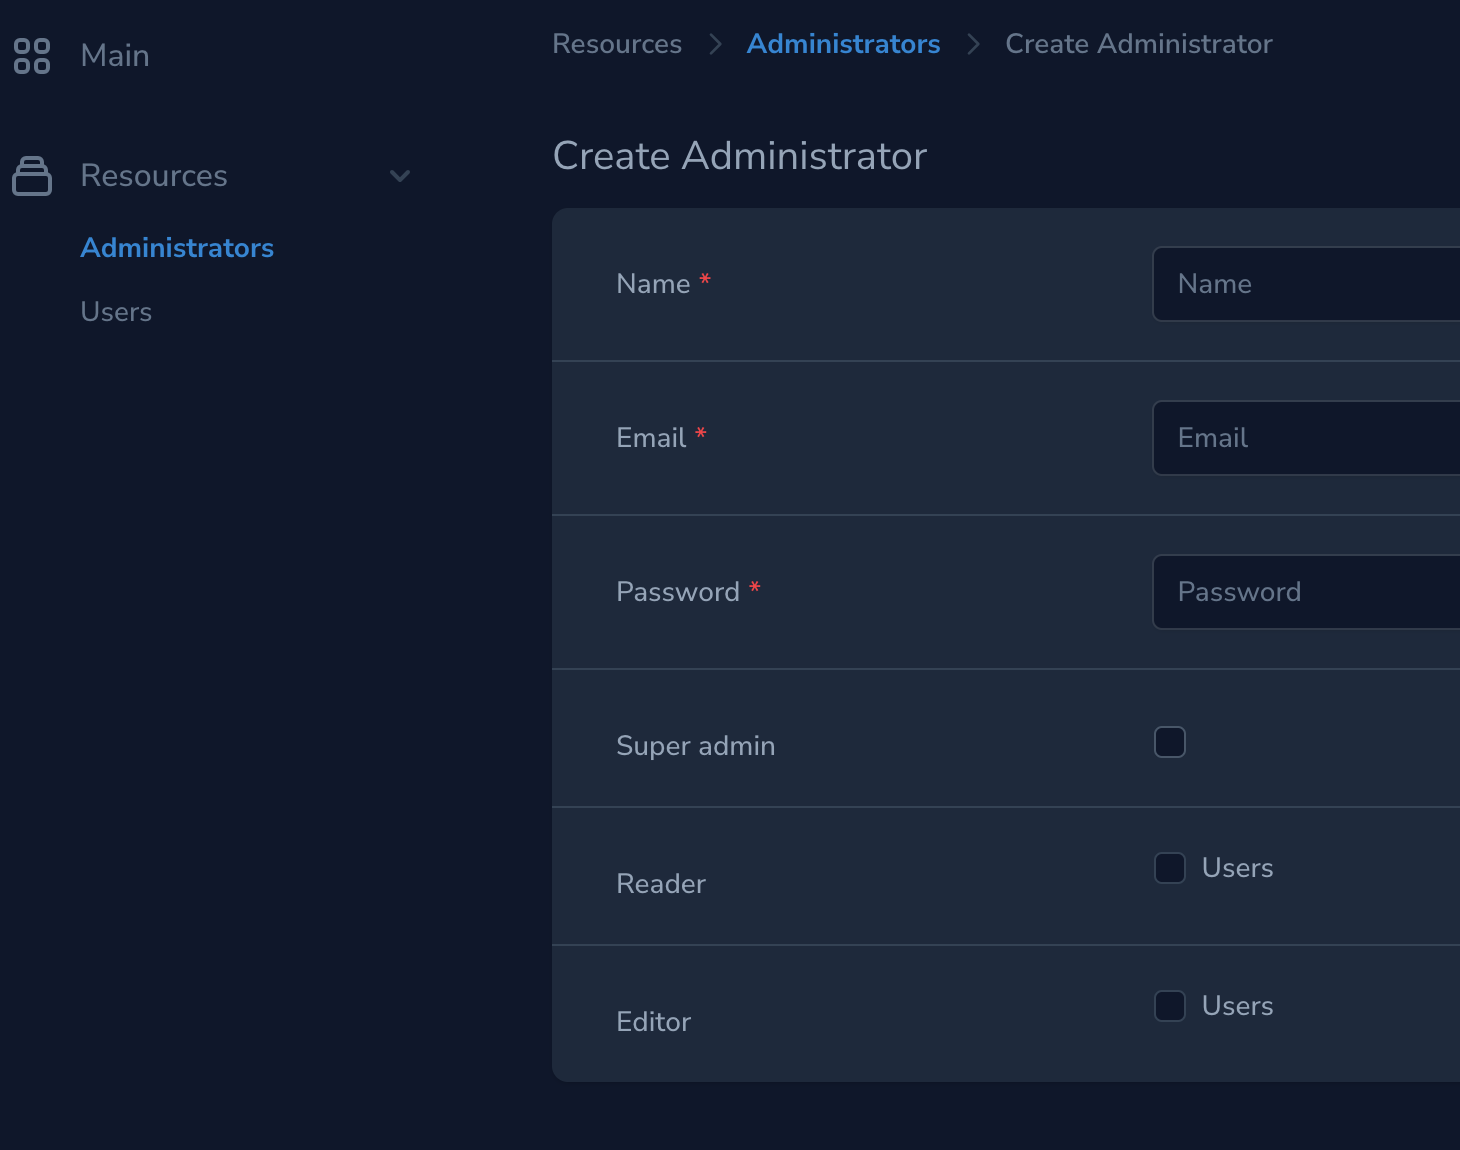 Main
Resources
Administrators
Users
Resources > Administrators > Create Administrator
Create Administrator
Name * Name
Email * Email
Password * Password
Super admin
Reader Users
Editor Users